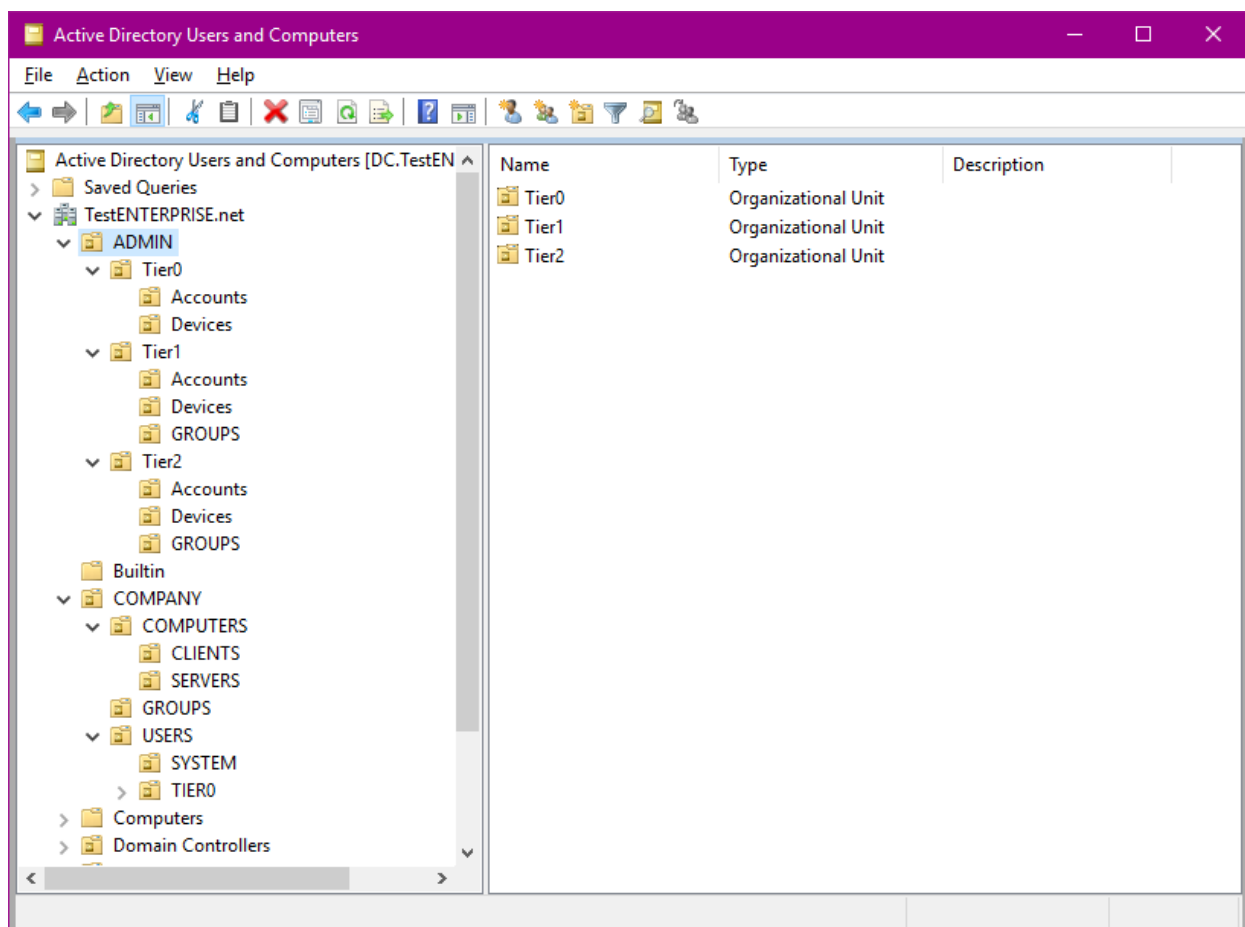 Active Directory Users and Computers
File Action View Help
Active Directory Users and Computers [DC.TestEN
Saved Queries
TestENTERPRISE.net
ADMIN
Tier0
Accounts
Devices
Tier1
Accounts
Devices
GROUPS
Tier2
Accounts
Devices
GROUPS
Builtin
COMPANY
COMPUTERS
CLIENTS
SERVERS
GROUPS
USERS
SYSTEM
TIER0
Computers
Domain Controllers
Name Type Description
Tier0 Organizational Unit
Tier1 Organizational Unit
Tier2 Organizational Unit